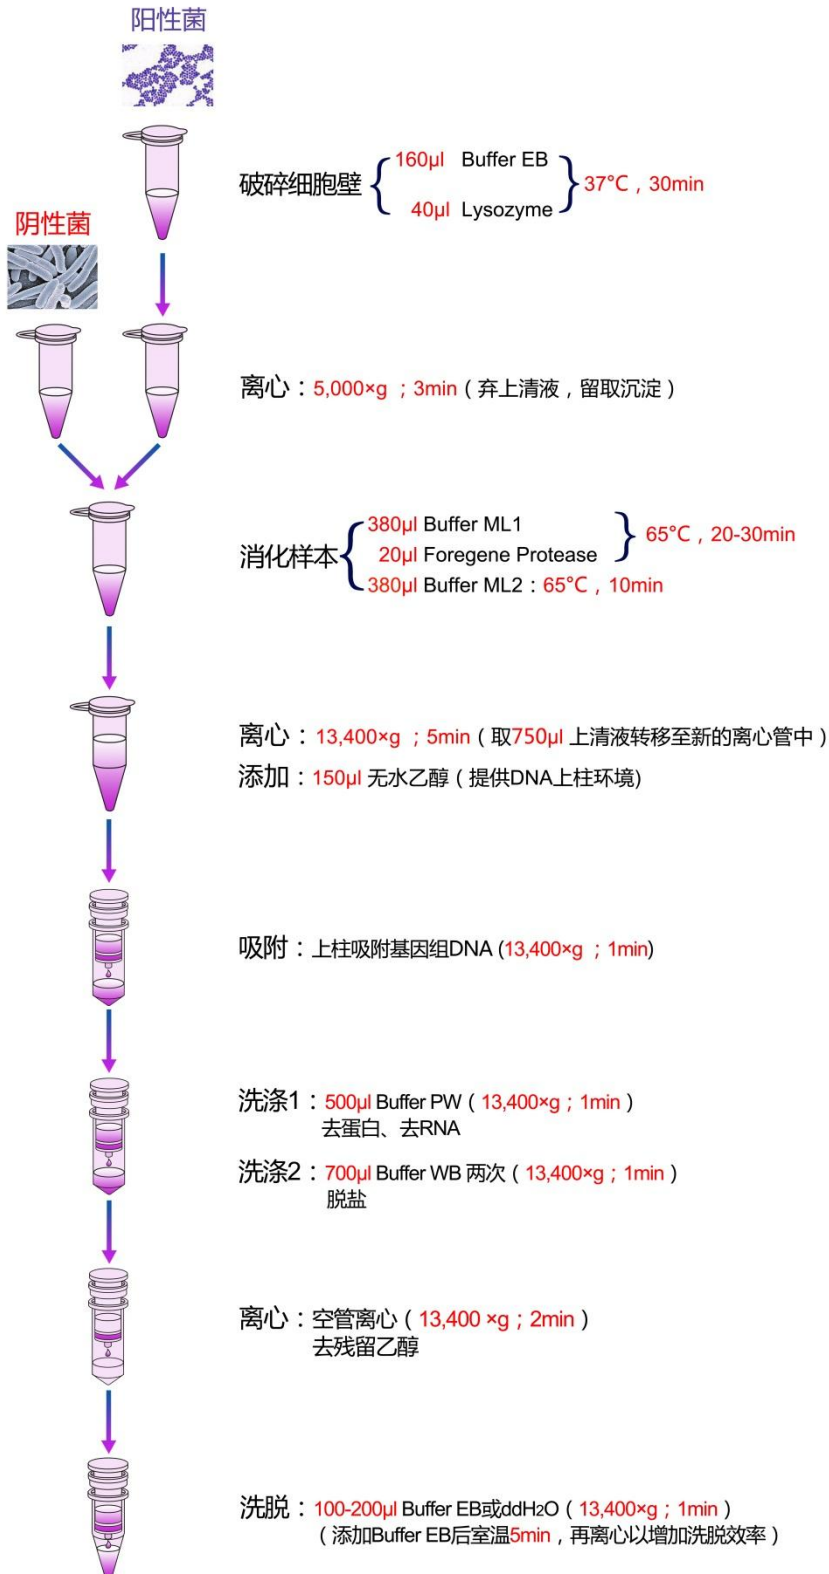 阳性菌
破碎细胞壁
160µl Buffer EB
40µl Lysozyme
37℃，30min
阴性菌
离心：5,000×g ；3min（弃上清液，留取沉淀）
消化样本
380µl Buffer ML1
20µl Foregene Protease
65℃，20-30min
380µl Buffer ML2：65℃，10min
离心：13,400×g ；5min（取750µl 上清液转移至新的离心管中）
添加：150µl 无水乙醇（提供DNA上柱环境)
吸附：上柱吸附基因组DNA (13,400×g ；1min)
洗涤1：500µl Buffer PW（13,400×g；1min）
去蛋白、去RNA
洗涤2：700µl Buffer WB 两次（13,400×g；1min）
脱盐
离心：空管离心（13,400 ×g；2min）
去残留乙醇
洗脱：100-200µl Buffer EB或ddH2O（13,400×g；1min）
（添加Buffer EB后室温5min，再离心以增加洗脱效率）